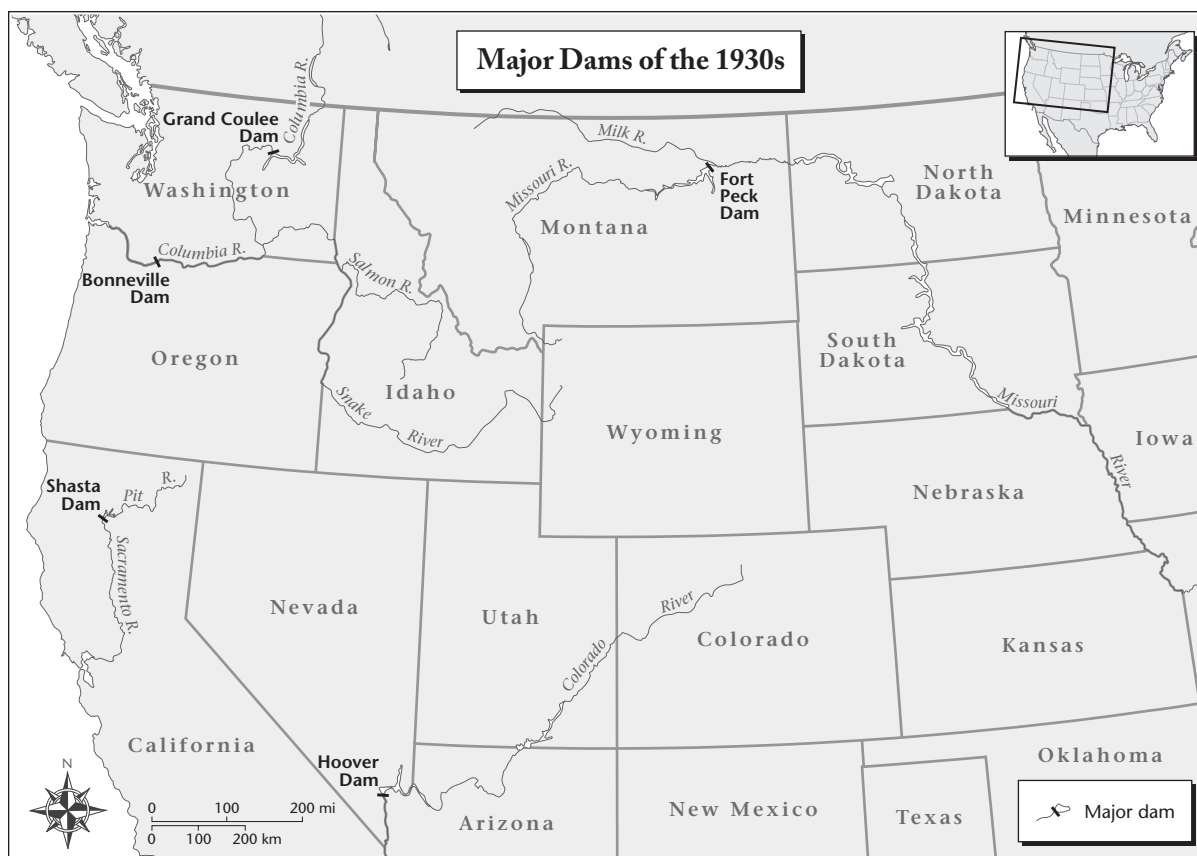 Major Dams of the 1930s
Grand Coulee
Dam
Columbia R.
Washington
Columbia R.
Bonneville
Dam
Oregon
Milk R.
Missouri R.
Fort
Peck
Dam
Montana
North
Dakota
Minnesota
Salmon R.
Idaho
Snake
River
South
Dakota
Missouri
River
Wyoming
Iowa
Nebraska
Shasta
Dam
Pit
R.
Sacramento R.
Nevada
Utah
Colorado
River
Colorado
Kansas
California
Hoover
Dam
Arizona
New Mexico
Oklahoma
Texas
N
0 100 200 mi
0 100 200 km
Major dam